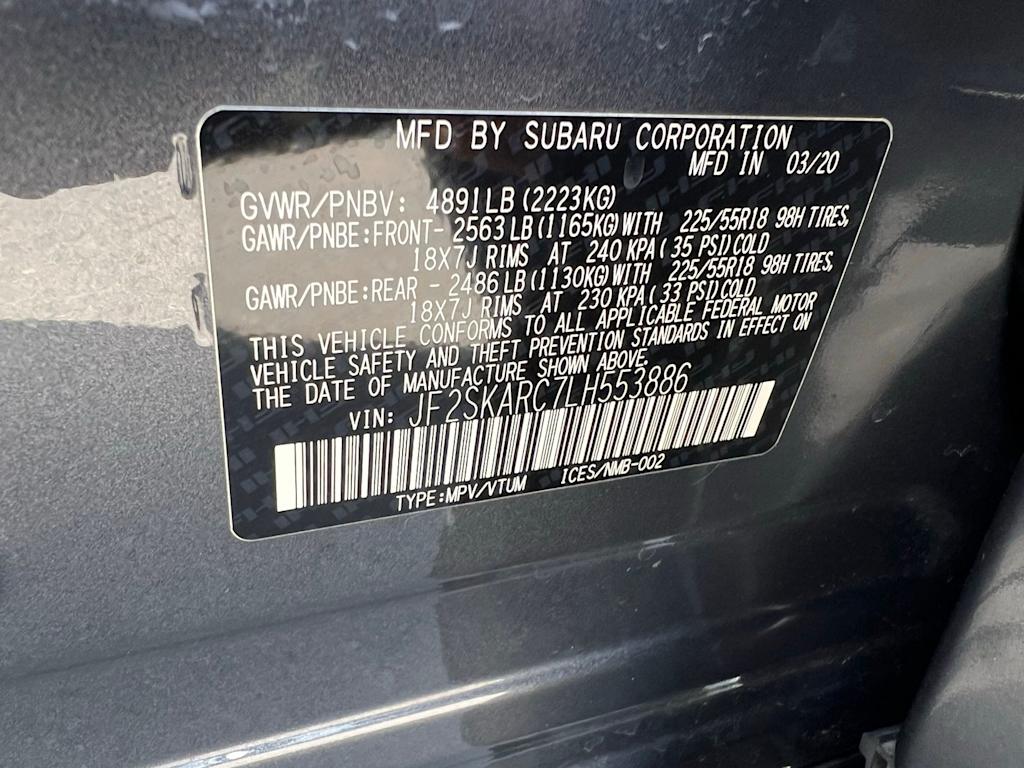 MFD BY SUBARU CORPORATION
MFD IN 03/20
GVWR/PNBV: 4891LB (2223KG)
GAWR/PNBE:FRONT- 2563 LB (1165KG)WITH 225/55R18 98H TIRES,
18X7J RIMS AT 240 KPA ( 35 PSI)COLD
GAWR/PNBE:REAR - 2486 LB (1130KG)WITH 225/55R18 98H TIRES,
18X7J RIMS AT 230 KPA ( 33 PSI)COLD
THIS VEHICLE CONFORMS TO ALL APPLICABLE FEDERAL MOTOR
VEHICLE SAFETY AND THEFT PREVENTION STANDARDS IN EFFECT ON
THE DATE OF MANUFACTURE SHOWN ABOVE.
VIN: JF2SKARC7LH553886
TYPE:MPV/VTUM ICES/NMB-002